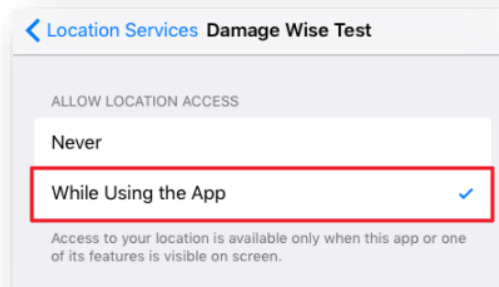 Location Services Damage Wise Test
ALLOW LOCATION ACCESS
Never
While Using the App
Access to your location is available only when this app or one
of its features is visible on screen.